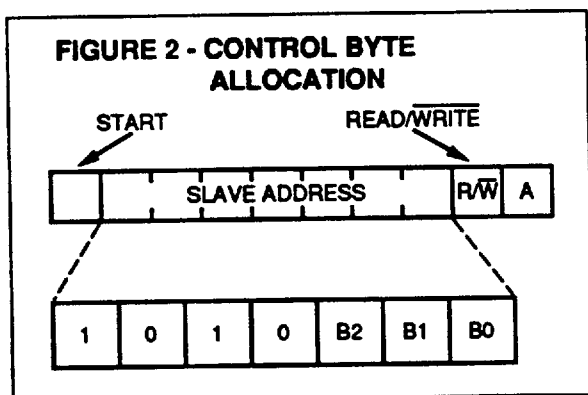 FIGURE 2 - CONTROL BYTE
ALLOCATION
START READ/WRITE
SLAVE ADDRESS R/W A
1 0 1 0 B2 B1 B0